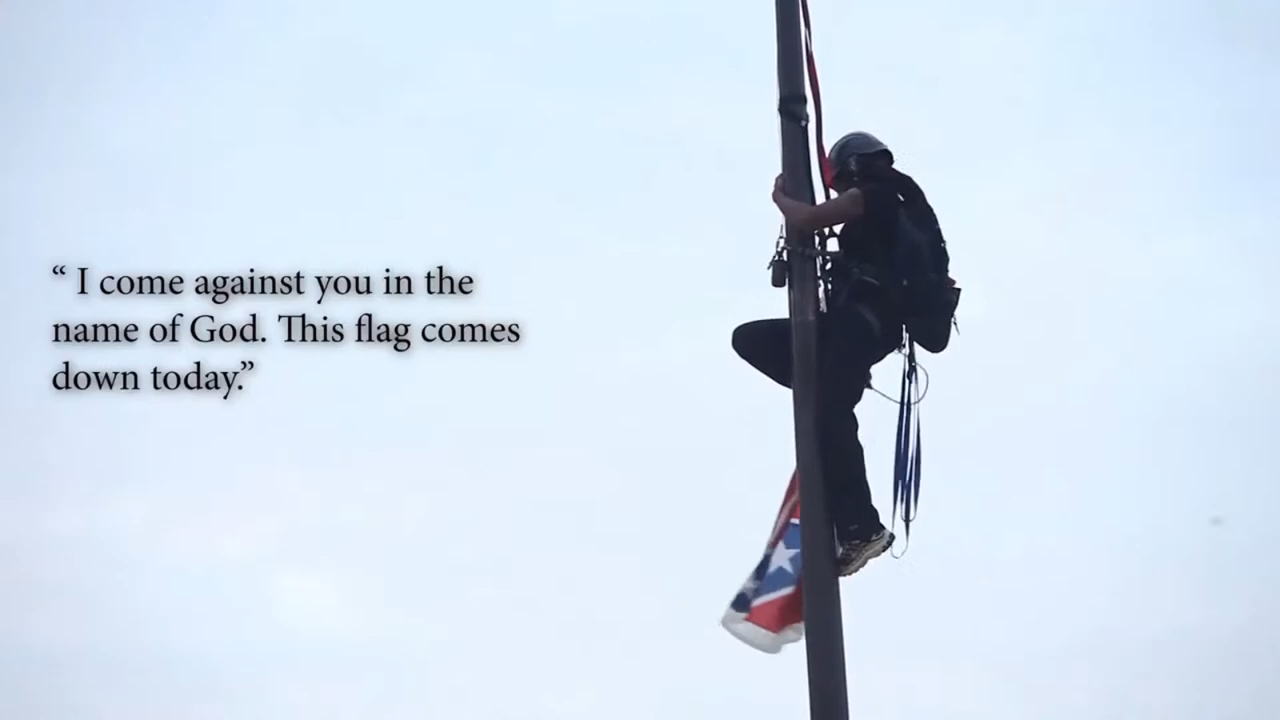 “ I come against you in the
name of God. This flag comes
down today.”